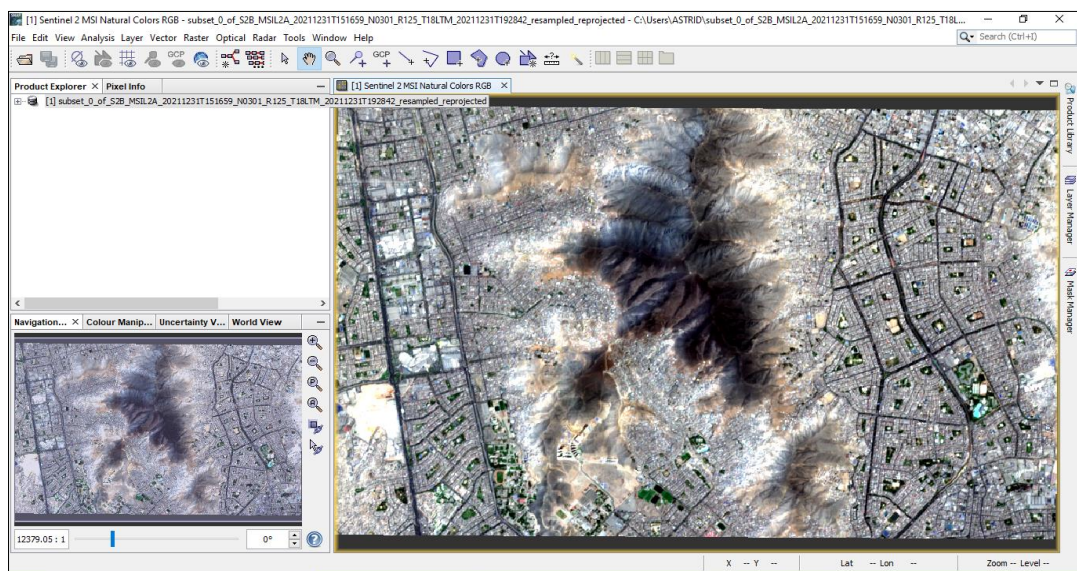 [1] Sentinel 2 MSI Natural Colors RGB - subset_0_of_S2B_MSIL2A_20211231T151659_N0301_R125_T18LTM_20211231T192842_resampled_reprojected - C:\Users\ASTRID\subset_0_of_S2B_MSIL2A_20211231T151659_N0301_R125_T18L...
File Edit View Analysis Layer Vector Raster Optical Radar Tools Window Help
Search (Ctrl+I)
GCP GCP
Product Explorer Pixel Info
[1] Sentinel 2 MSI Natural Colors RGB
[1] subset_0_of_S2B_MSIL2A_20211231T151659_N0301_R125_T18LTM_20211231T192842_resampled_reprojected
Product Library
Layer Manager
Mask Manager
Navigation... Colour Manip... Uncertainty V... World View
12379.05 : 1
0°
X -- Y -- Lat -- Lon -- Zoom -- Level --